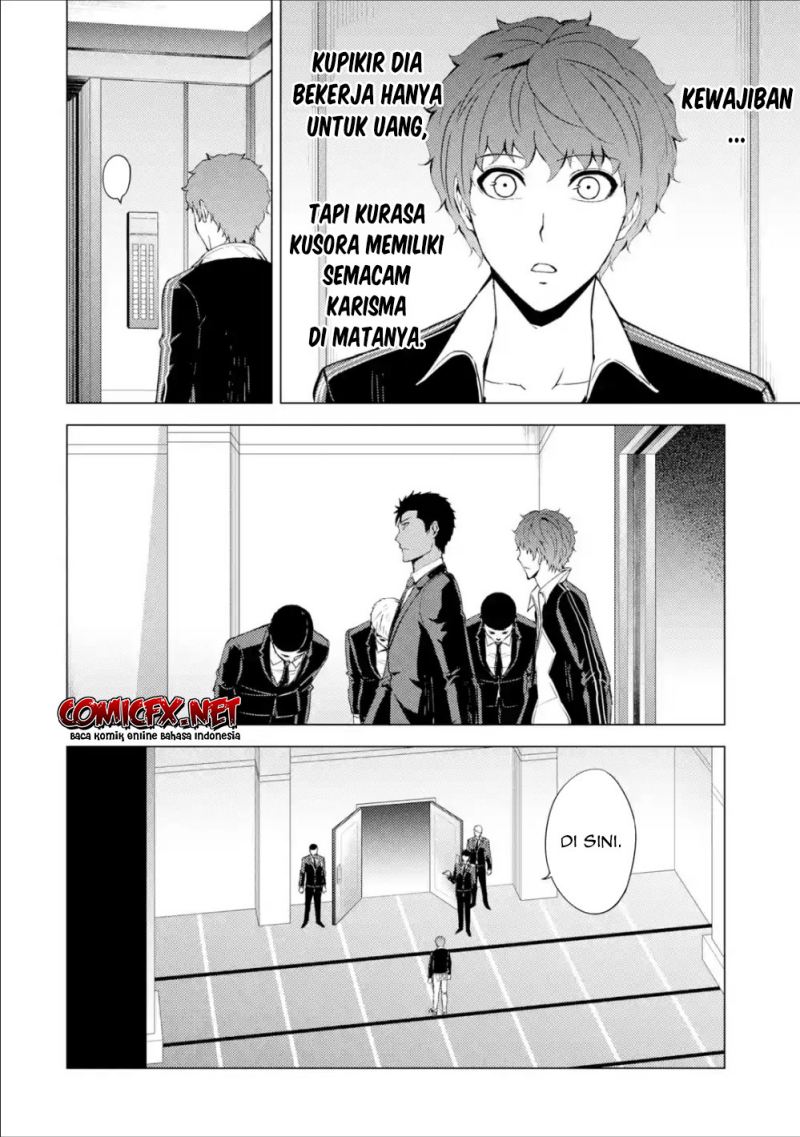 KEWAJIBAN
...
KUPIKIR DIA
BEKERJA HANYA
UNTUK UANG,
TAPI KURASA
KUSORA MEMILIKI
SEMACAM
KARISMA
DI MATANYA.
COMICFX.NET
Baca Komik Online Bahasa Indonesia
DI SINI.